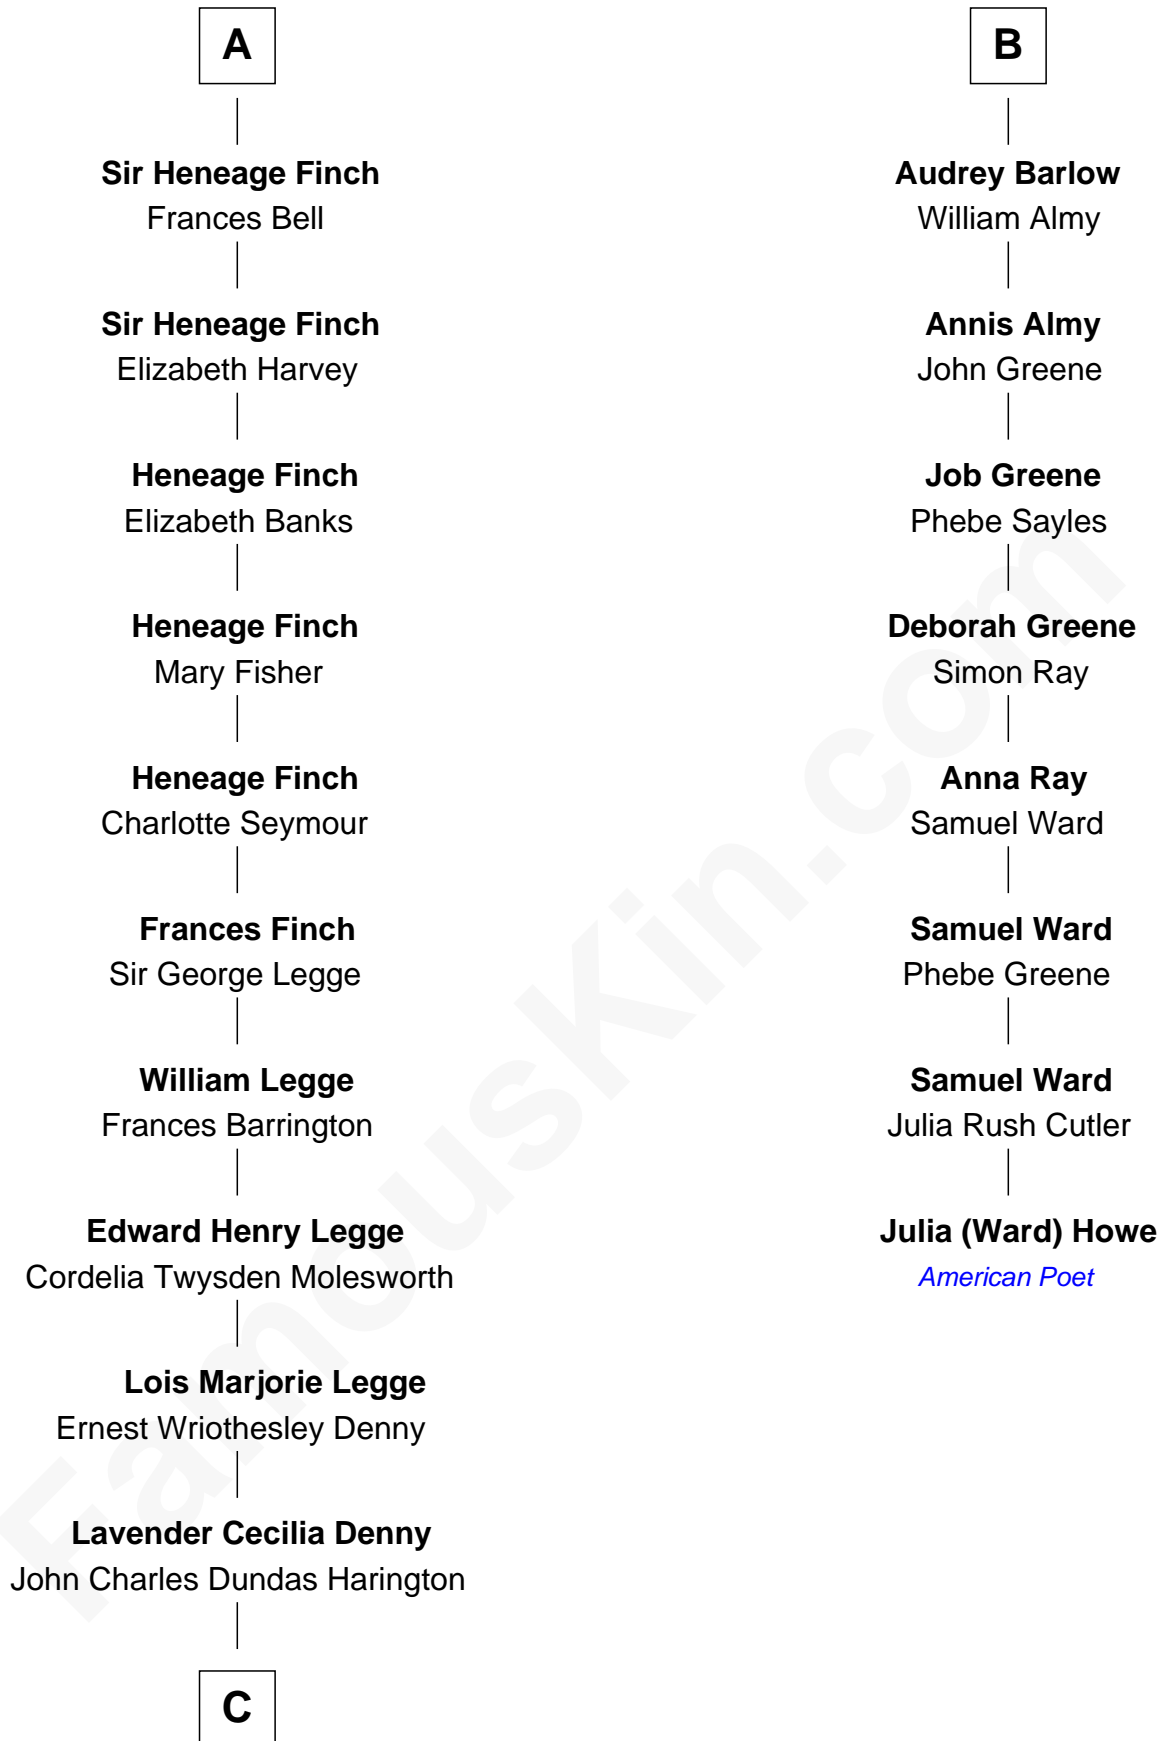 A
Sir Heneage Finch
Frances Bell
Sir Heneage Finch
Elizabeth Harvey
Heneage Finch
Elizabeth Banks
Heneage Finch
Mary Fisher
Heneage Finch
Charlotte Seymour
Frances Finch
Sir George Legge
William Legge
Frances Barrington
Edward Henry Legge
Cordelia Twysden Molesworth
Lois Marjorie Legge
Ernest Wriothesley Denny
Lavender Cecilia Denny
John Charles Dundas Harington
C
B
Audrey Barlow
William Almy
Annis Almy
John Greene
Job Greene
Phebe Sayles
Deborah Greene
Simon Ray
Anna Ray
Samuel Ward
Samuel Ward
Phebe Greene
Samuel Ward
Julia Rush Cutler
Julia (Ward) Howe
American Poet
FamousKin.com